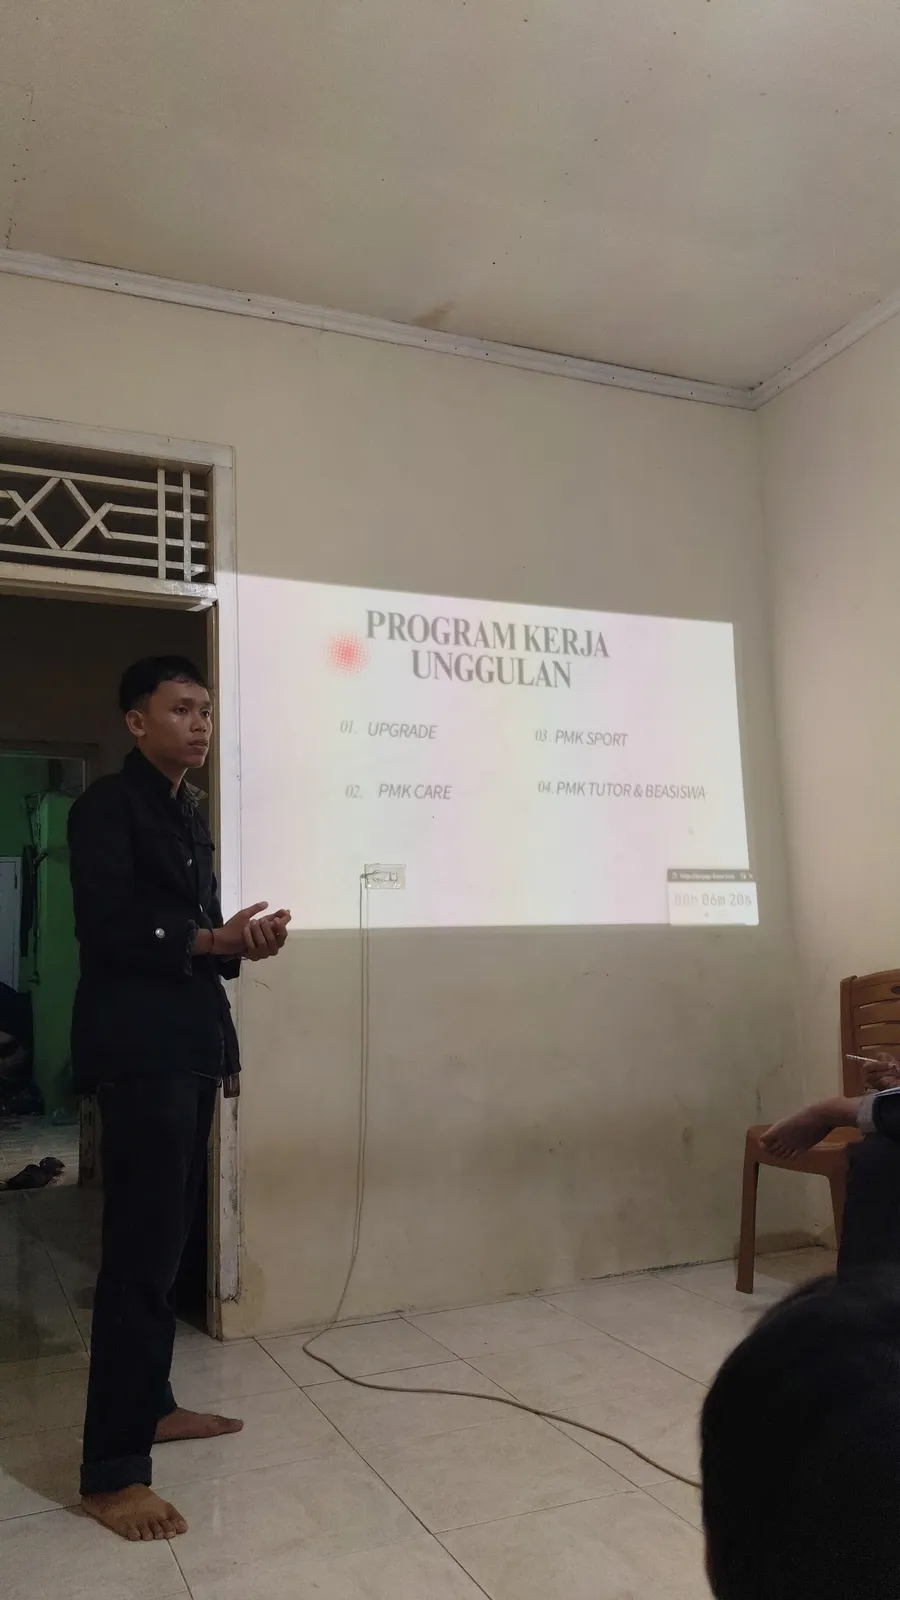 PROGRAM KERJA
UNGGULAN
01. UPGRADE
02. PMK CARE
03. PMK SPORT
04. PMK TUTOR & BEASISWA
00h 06m 20s